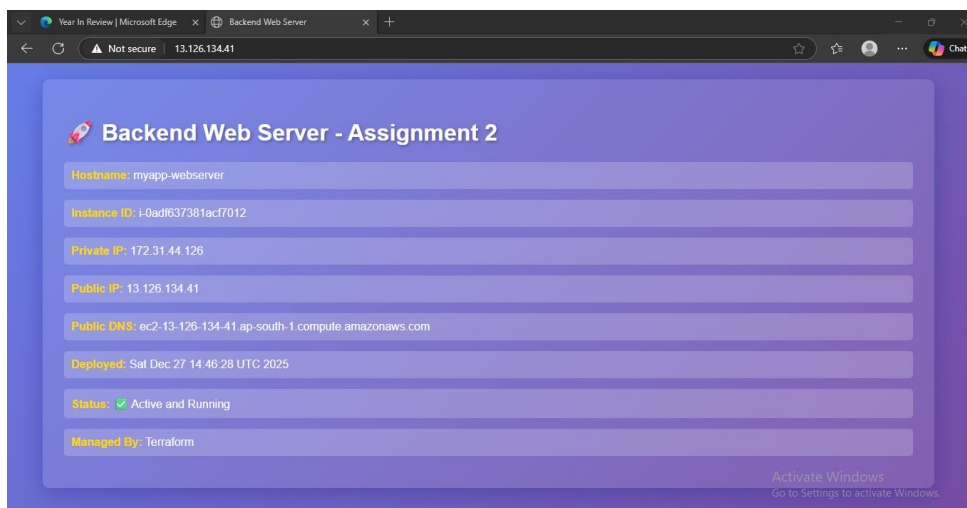 Year In Review | Microsoft Edge
Backend Web Server
Not secure
13.126.134.41
Chat
🚀 Backend Web Server - Assignment 2
Hostname: myapp-webserver
Instance ID: i-0adf637381acf7012
Private IP: 172.31.44.126
Public IP: 13.126.134.41
Public DNS: ec2-13-126-134-41.ap-south-1.compute.amazonaws.com
Deployed: Sat Dec 27 14:46:28 UTC 2025
Status: ✅ Active and Running
Managed By: Terraform
Activate Windows
Go to Settings to activate Windows.